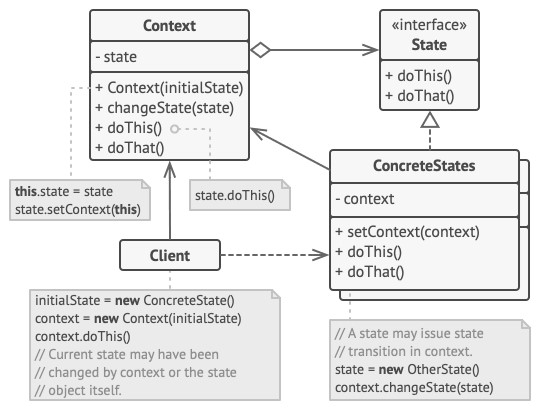 Context
- state
+ Context(initialState)
+ changeState(state)
+ doThis()
+ doThat()
«interface»
State
+ doThis()
+ doThat()
this.state = state
state.setContext(this)
state.doThis()
ConcreteStates
- context
+ setContext(context)
+ doThis()
+ doThat()
Client
initialState = new ConcreteState()
context = new Context(initialState)
context.doThis()
// Current state may have been
// changed by context or the state
// object itself.
// A state may issue state
// transition in context.
state = new OtherState()
context.changeState(state)